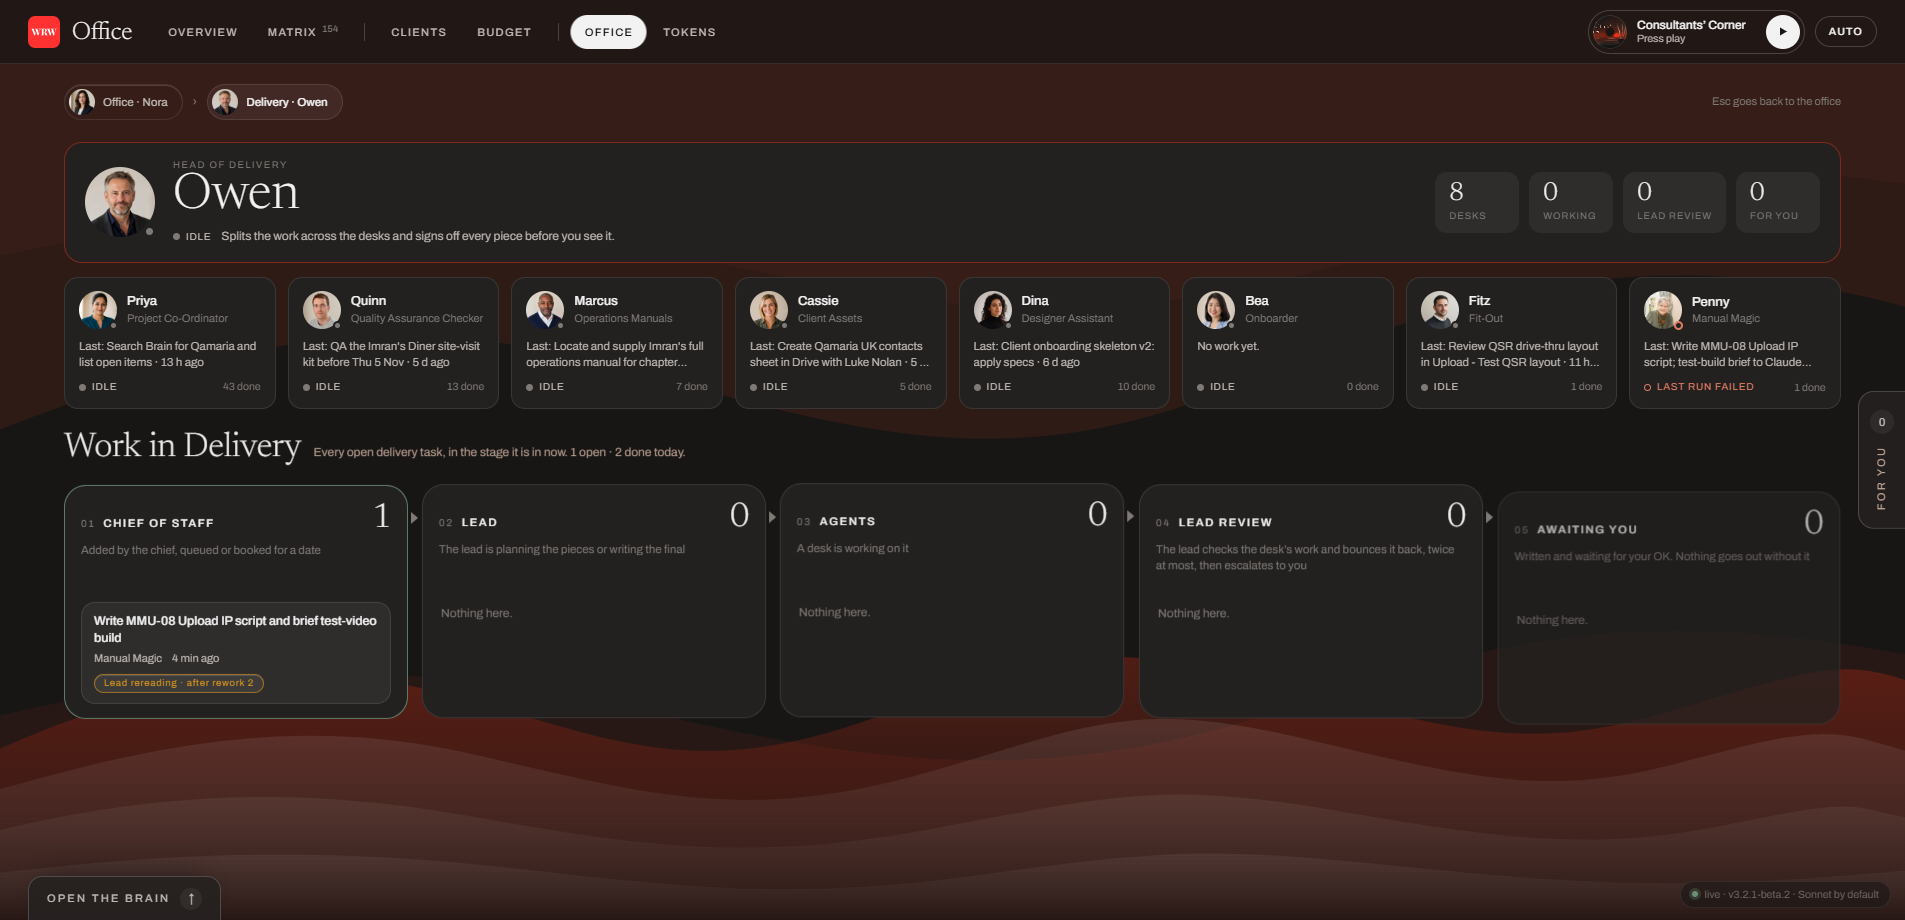 WRW Office OVERVIEW MATRIX 154 CLIENTS BUDGET OFFICE TOKENS Consultants' Corner AUTO
Press play
Office · Nora › Delivery · Owen Esc goes back to the office
HEAD OF DELIVERY
Owen
IDLE Splits the work across the desks and signs off every piece before you see it.
8 0 0 0
DESKS WORKING LEAD REVIEW FOR YOU
Priya
Project Co-Ordinator
Last: Search Brain for Qamaria and
list open items · 13 h ago
IDLE 43 done
Quinn
Quality Assurance Checker
Last: QA the Imran's Diner site-visit
kit before Thu 5 Nov · 5 d ago
IDLE 13 done
Marcus
Operations Manuals
Last: Locate and supply Imran's full
operations manual for chapter...
IDLE 7 done
Cassie
Client Assets
Last: Create Qamaria UK contacts
sheet in Drive with Luke Nolan · 5 ...
IDLE 5 done
Dina
Designer Assistant
Last: Client onboarding skeleton v2:
apply specs · 6 d ago
IDLE 10 done
Bea
Onboarder
No work yet.
IDLE 0 done
Fitz
Fit-Out
Last: Review QSR drive-thru layout
in Upload - Test QSR layout · 11 h...
IDLE 1 done
Penny
Manual Magic
Last: Write MMU-08 Upload IP
script; test-build brief to Claude...
LAST RUN FAILED 1 done
0
FOR YOU
Work in Delivery Every open delivery task, in the stage it is in now. 1 open · 2 done today.
01 CHIEF OF STAFF 1
Added by the chief, queued or booked for a date
Write MMU-08 Upload IP script and brief test-video
build
Manual Magic 4 min ago
Lead rereading · after rework 2
02 LEAD 0
The lead is planning the pieces or writing the final
Nothing here.
03 AGENTS 0
A desk is working on it
Nothing here.
04 LEAD REVIEW 0
The lead checks the desk's work and bounces it back, twice
at most, then escalates to you
Nothing here.
05 AWAITING YOU 0
Written and waiting for your OK. Nothing goes out without it
Nothing here.
OPEN THE BRAIN ↑
live · v3.2.1-beta.2 · Sonnet by default